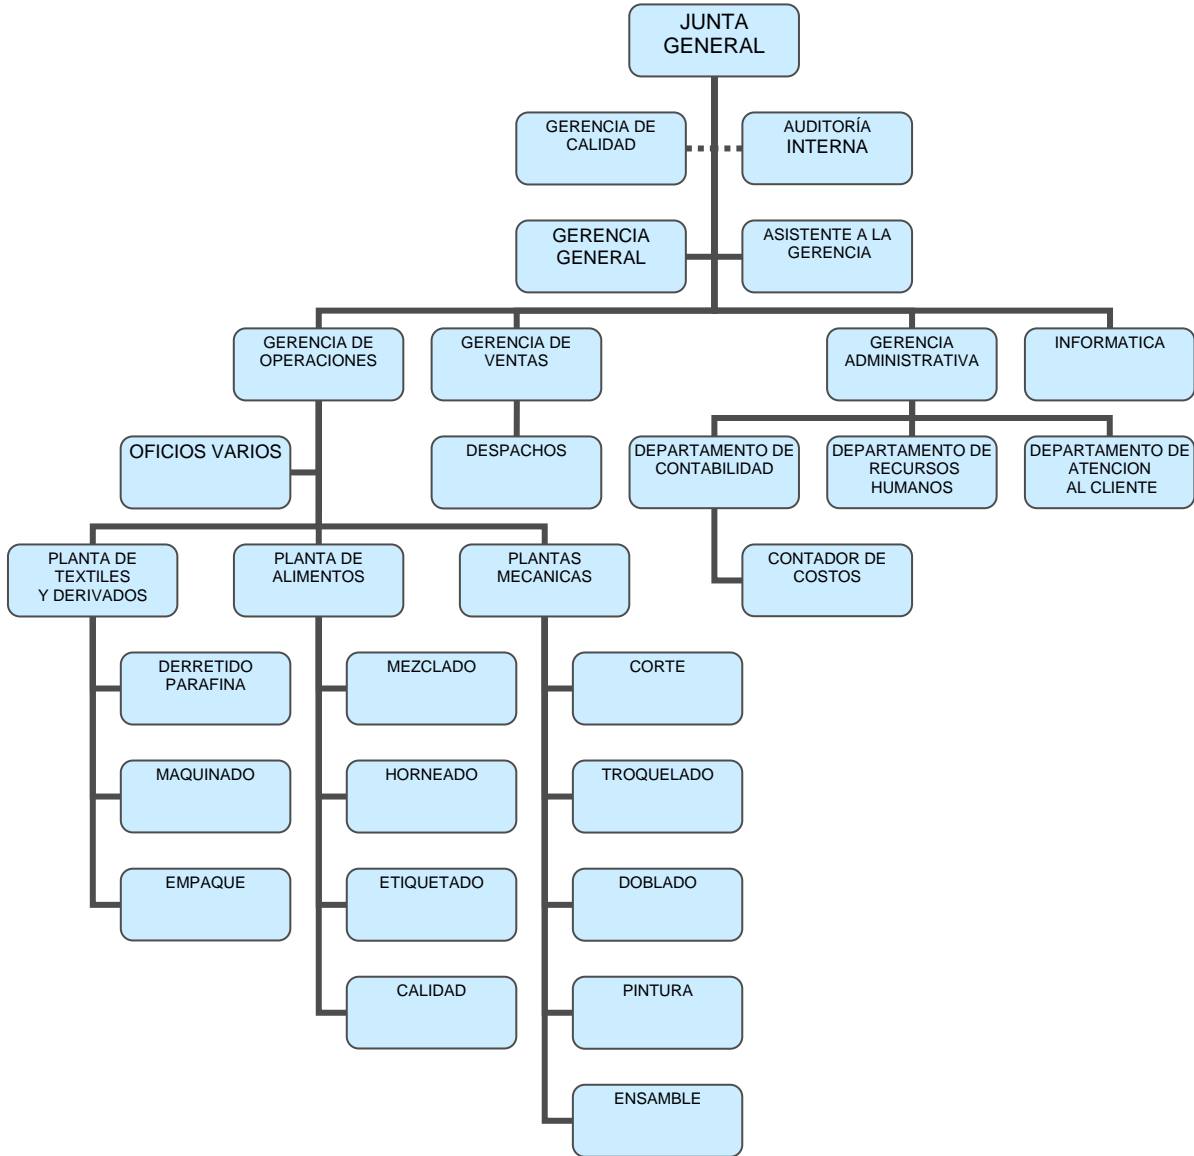 JUNTA
GENERAL
GERENCIA DE
CALIDAD
AUDITORÍA
INTERNA
GERENCIA
GENERAL
ASISTENTE A LA
GERENCIA
GERENCIA DE
OPERACIONES
GERENCIA DE
VENTAS
GERENCIA
ADMINISTRATIVA
INFORMATICA
OFICIOS VARIOS
DESPACHOS
DEPARTAMENTO DE
CONTABILIDAD
DEPARTAMENTO DE
RECURSOS
HUMANOS
DEPARTAMENTO DE
ATENCION
AL CLIENTE
PLANTA DE
TEXTILES
Y DERIVADOS
PLANTA DE
ALIMENTOS
PLANTAS
MECANICAS
CONTADOR DE
COSTOS
DERRETIDO
PARAFINA
MEZCLADO
CORTE
MAQUINADO
HORNEADO
TROQUELADO
EMPAQUE
ETIQUETADO
DOBLADO
CALIDAD
PINTURA
ENSAMBLE